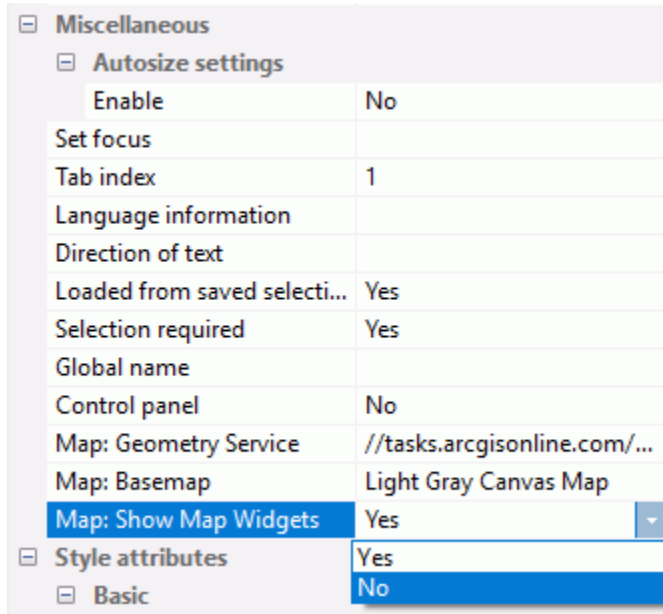 Miscellaneous
Autosize settings
Enable No
Set focus
Tab index 1
Language information
Direction of text
Loaded from saved selecti... Yes
Selection required Yes
Global name
Control panel No
Map: Geometry Service //tasks.arcgisonline.com/...
Map: Basemap Light Gray Canvas Map
Map: Show Map Widgets Yes
Style attributes Yes
Basic No